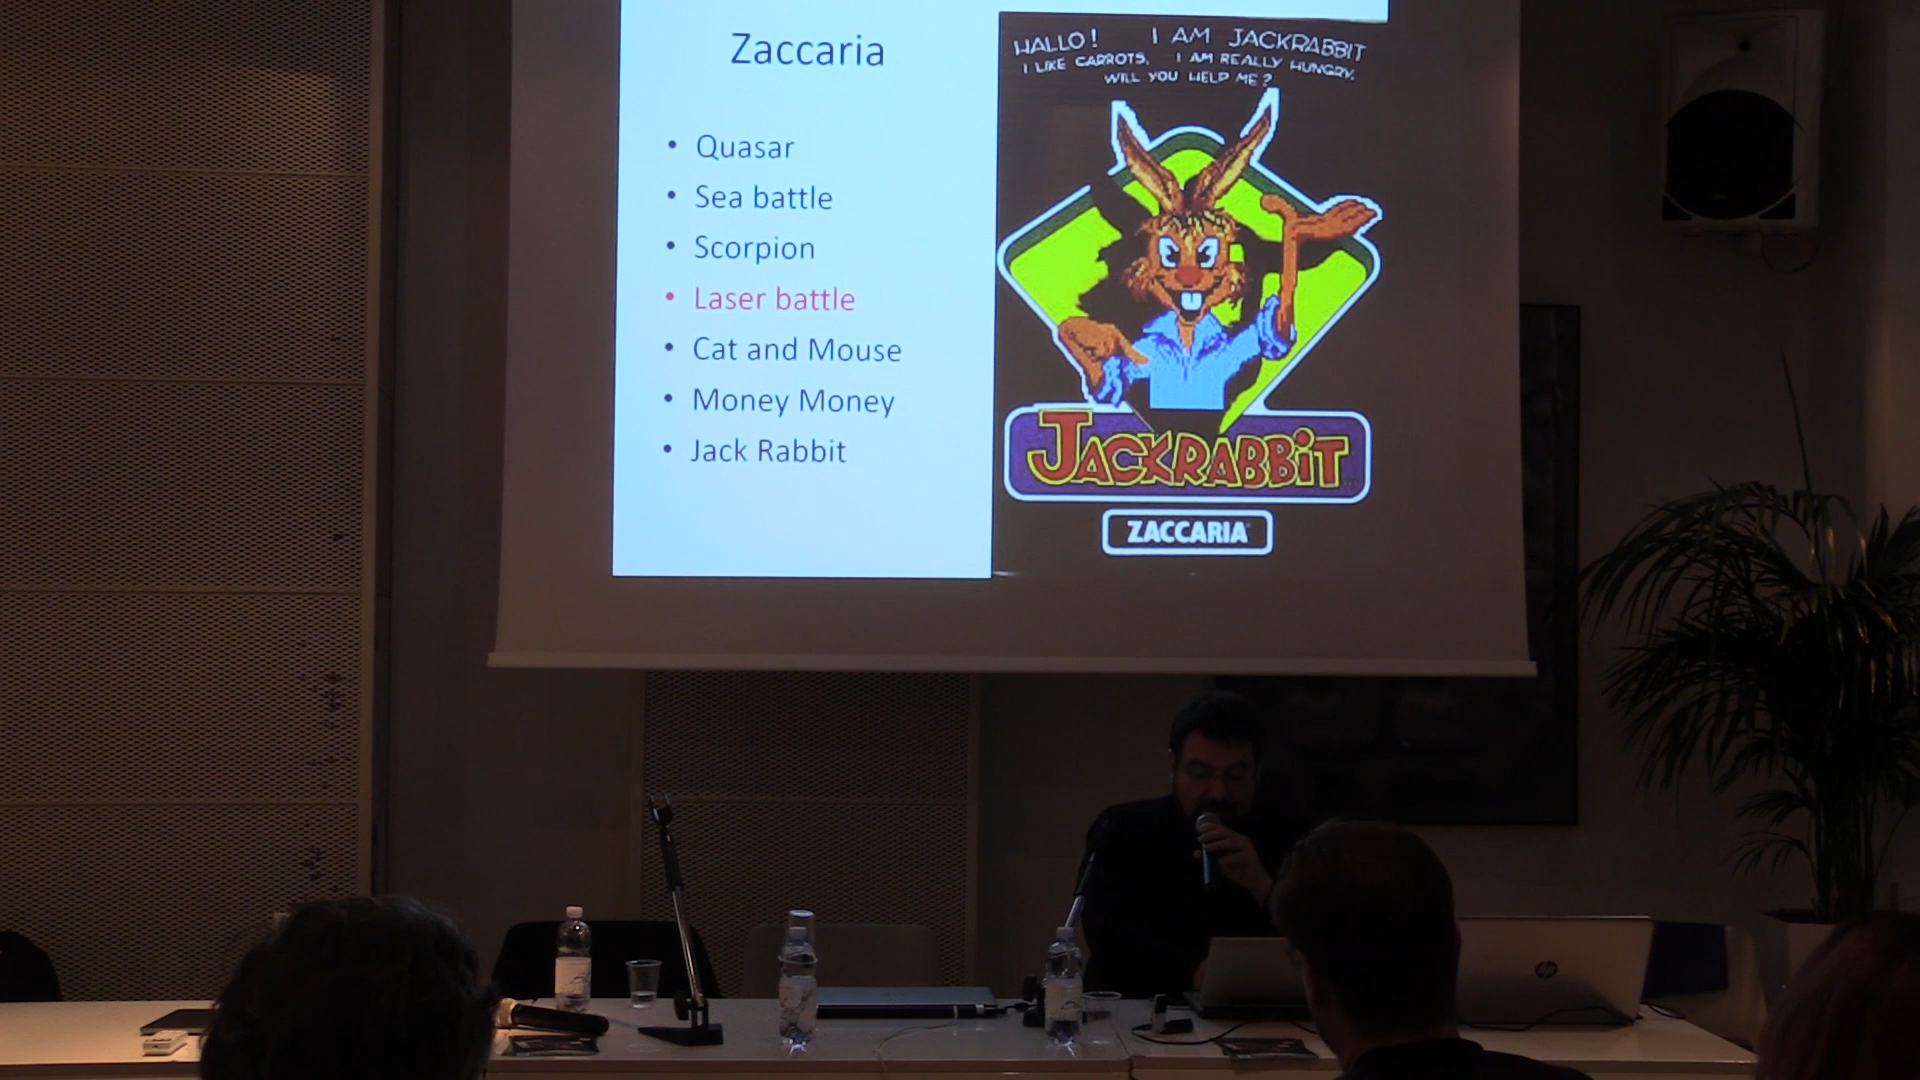 Zaccaria
• Quasar
• Sea battle
• Scorpion
• Laser battle
• Cat and Mouse
• Money Money
• Jack Rabbit
HALLO! I AM JACKRABBIT
I LIKE CARROTS. I AM REALLY HUNGRY.
WILL YOU HELP ME?
JACKRABBiT
ZACCARIA
hp